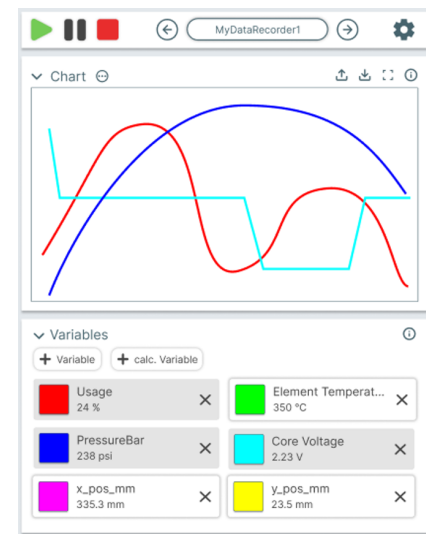 MyDataRecorder1
Chart
Variables
+ Variable
+ calc. Variable
Usage
24 %
Element Temperat...
350 °C
PressureBar
238 psi
Core Voltage
2.23 V
x_pos_mm
335.3 mm
y_pos_mm
23.5 mm